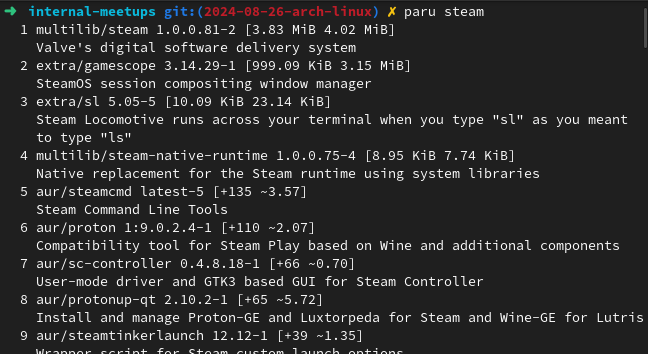 ➜ internal-meetups git:(2024-08-26-arch-linux) ✗ paru steam
1 multilib/steam 1.0.0.81-2 [3.83 MiB 4.02 MiB]
Valve's digital software delivery system
2 extra/gamescope 3.14.29-1 [999.09 KiB 3.15 MiB]
SteamOS session compositing window manager
3 extra/sl 5.05-5 [10.09 KiB 23.14 KiB]
Steam Locomotive runs across your terminal when you type "sl" as you meant
to type "ls"
4 multilib/steam-native-runtime 1.0.0.75-4 [8.95 KiB 7.74 KiB]
Native replacement for the Steam runtime using system libraries
5 aur/steamcmd latest-5 [+135 ~3.57]
Steam Command Line Tools
6 aur/proton 1:9.0.2.4-1 [+110 ~2.07]
Compatibility tool for Steam Play based on Wine and additional components
7 aur/sc-controller 0.4.8.18-1 [+66 ~0.70]
User-mode driver and GTK3 based GUI for Steam Controller
8 aur/protonup-qt 2.10.2-1 [+65 ~5.72]
Install and manage Proton-GE and Luxtorpeda for Steam and Wine-GE for Lutris
9 aur/steamtinkerlaunch 12.12-1 [+39 ~1.35]
Wrapper script for Steam custom launch options